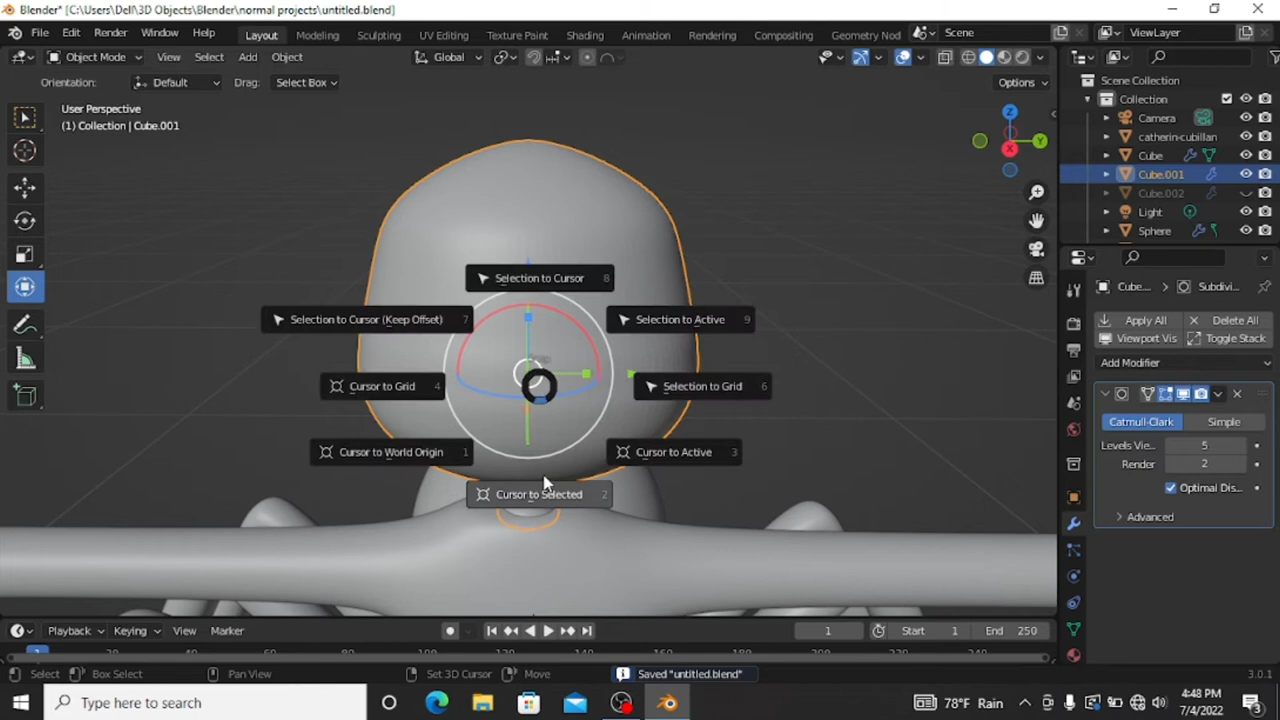 Blender* [C:\Users\Dell\3D Objects\Blender\normal projects\untitled.blend]
File Edit Render Window Help Layout Modeling Sculpting UV Editing Texture Paint Shading Animation Rendering Compositing Geometry Nod Scene ViewLayer
Object Mode View Select Add Object Global
Orientation: Default Drag: Select Box Options
User Perspective
(1) Collection | Cube.001
Z
Y
X
Scene Collection
Collection
Camera
catherin-cubillan
Cube
Cube.001
Cube.002
Light
Sphere
Selection to Cursor 8
Selection to Cursor (Keep Offset) 7
Selection to Active 9
Cursor to Grid 4
Selection to Grid 6
Cursor to World Origin 1
Cursor to Active 3
Cursor to Selected 2
Cube... Subdivi...
Apply All Delete All
Viewport Vis Toggle Stack
Add Modifier
Catmull-Clark Simple
Levels Vie... 5
Render 2
Optimal Dis...
Advanced
Playback Keying View Marker 1 Start 1 End 250
Select Box Select Pan View Set 3D Cursor Move Saved "untitled.blend" 3.0.1
Type here to search
78°F Rain
4:48 PM
7/4/2022
3